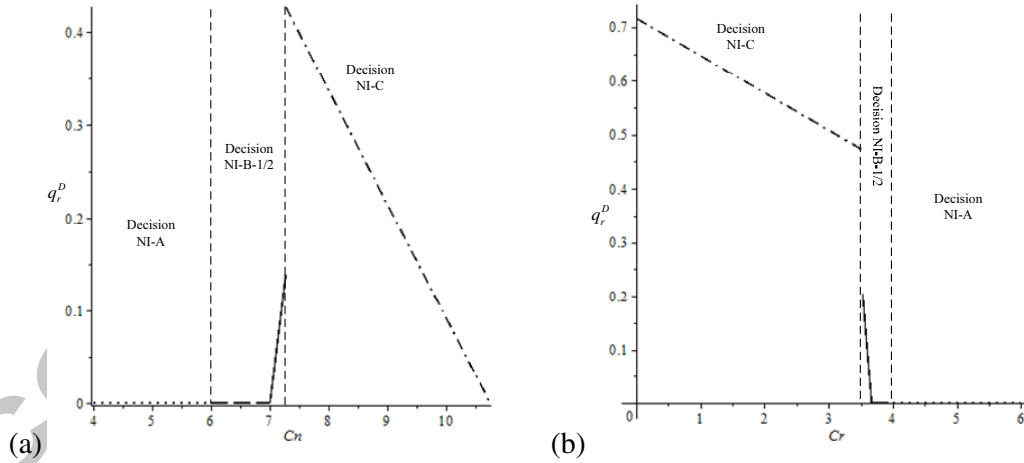 0.4
0.3
0.2
0.1
0
q_r^D
Decision
NI-A
Decision
NI-B-1/2
Decision
NI-C
4 5 6 7 8 9 10
Cn
(a)
0.7
0.6
0.5
0.4
0.3
0.2
0.1
q_r^D
Decision
NI-C
Decision NI-B-1/2
Decision
NI-A
0 1 2 3 4 5 6
Cr
(b)